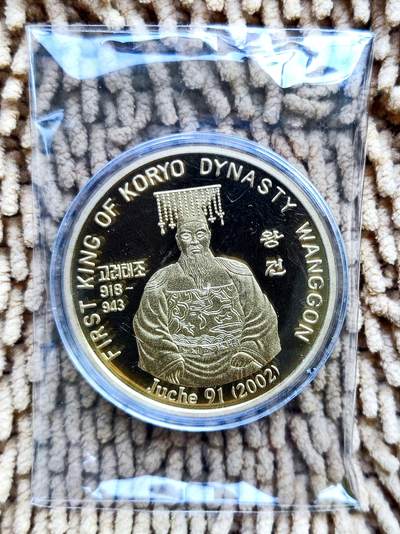 FIRST KING OF KORYO DYNASTY WANGGON
고려태조
918~
943
왕건
Juche 91 (2002)